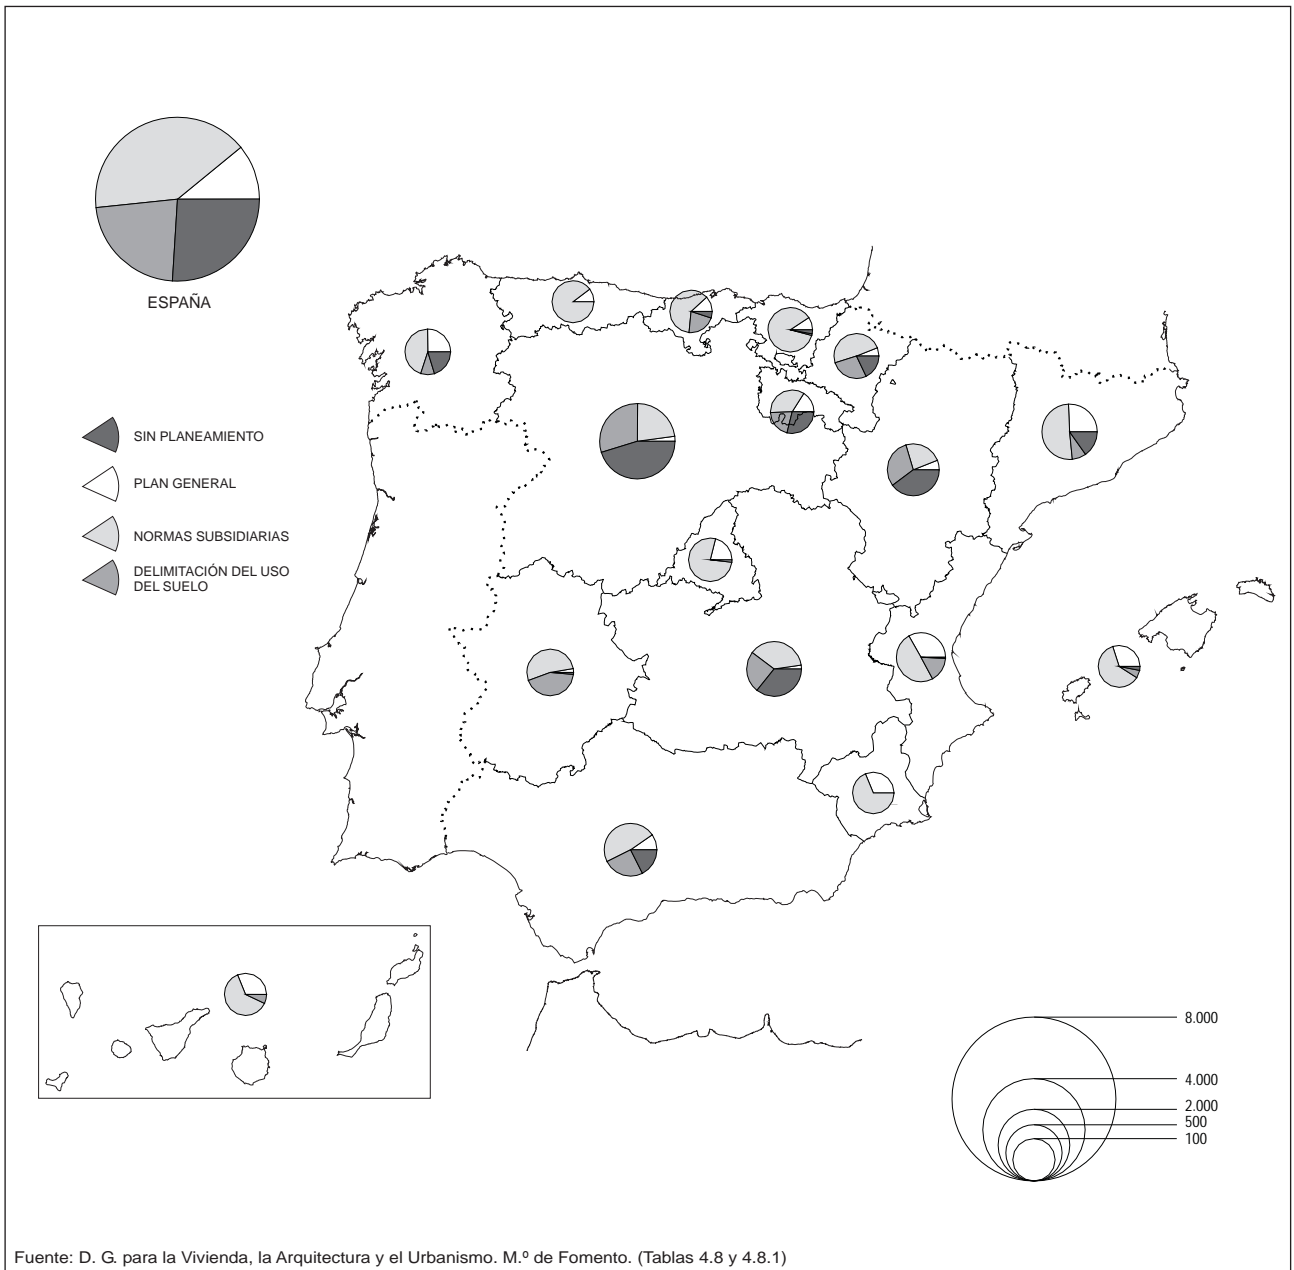 ESPAÑA
SIN PLANEAMIENTO
PLAN GENERAL
NORMAS SUBSIDIARIAS
DELIMITACIÓN DEL USO
DEL SUELO
8.000
4.000
2.000
500
100
Fuente: D. G. para la Vivienda, la Arquitectura y el Urbanismo. M.º de Fomento. (Tablas 4.8 y 4.8.1)